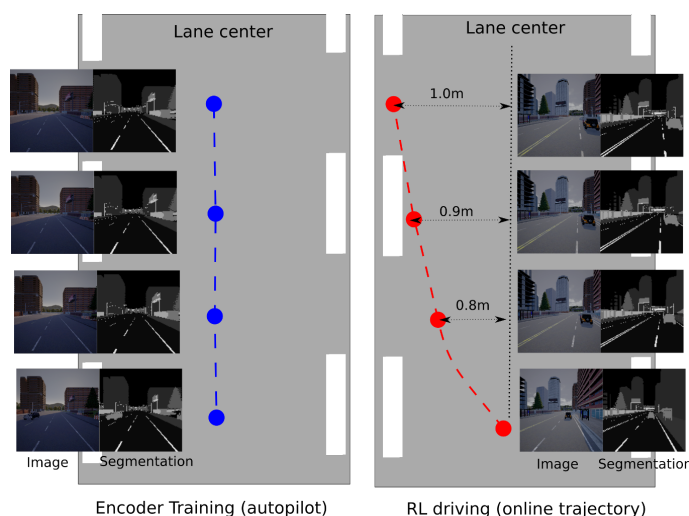 Lane center
Image
Segmentation
Encoder Training (autopilot)
Lane center
1.0m
0.9m
0.8m
Image
Segmentation
RL driving (online trajectory)